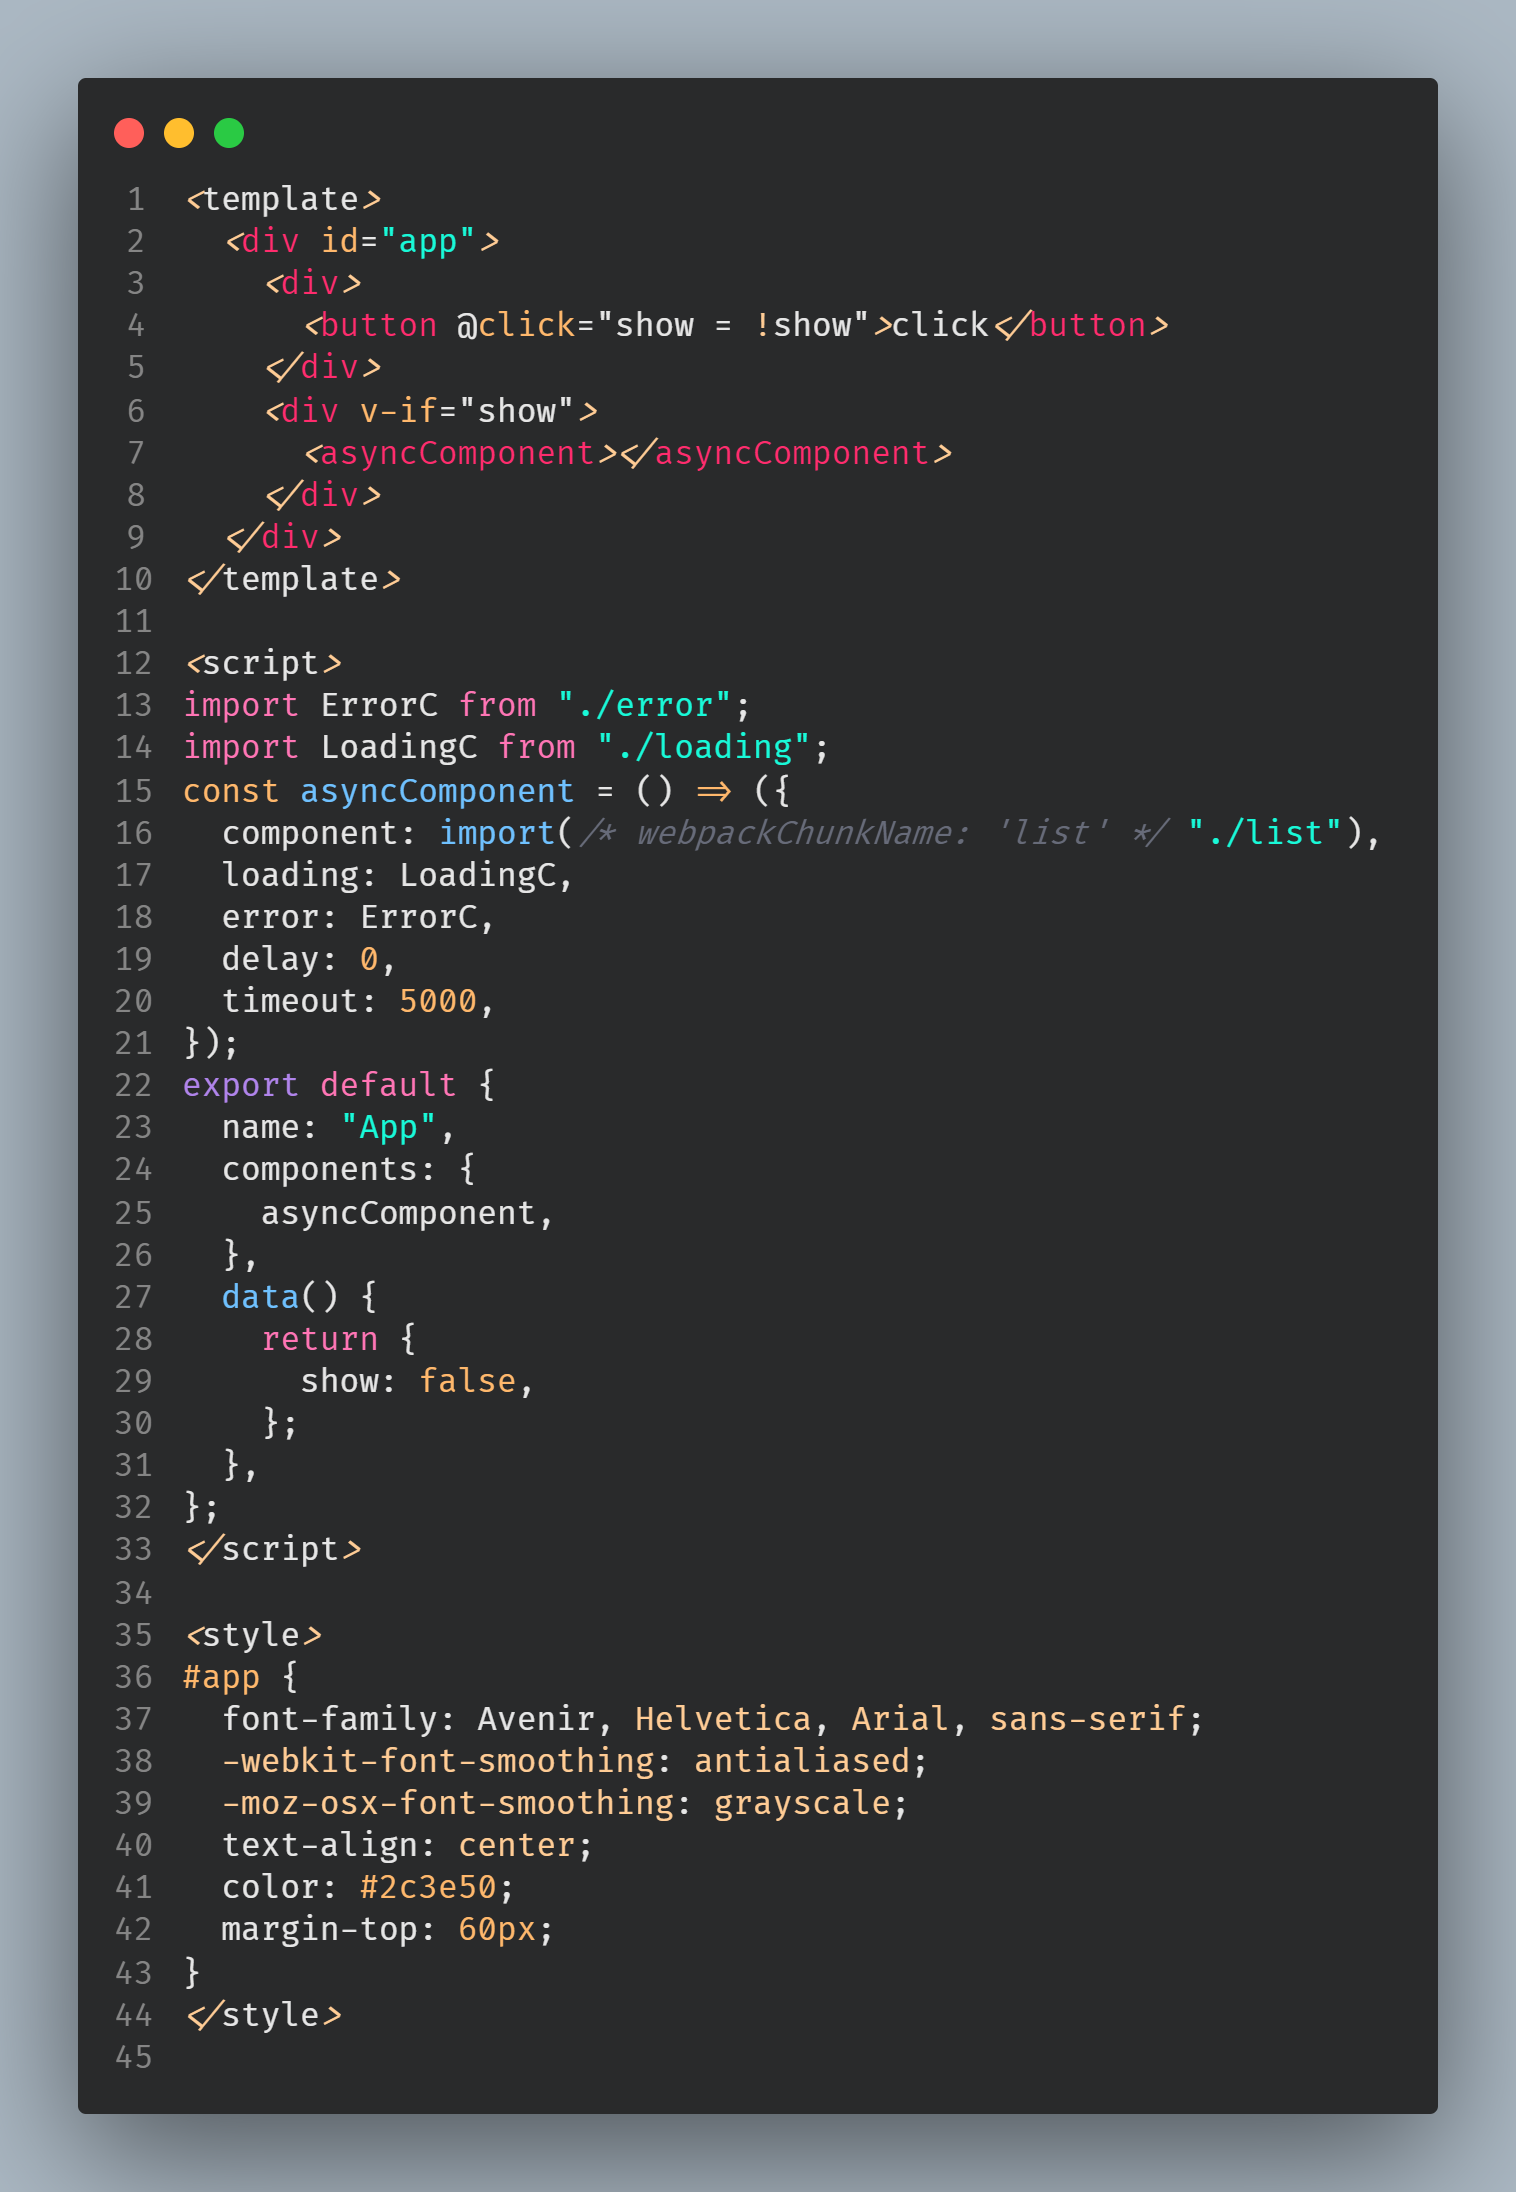 1 <template>
2   <div id="app">
3     <div>
4       <button @click="show = !show">click</button>
5     </div>
6     <div v-if="show">
7       <asyncComponent></asyncComponent>
8     </div>
9   </div>
10 </template>
11
12 <script>
13 import ErrorC from "./error";
14 import LoadingC from "./loading";
15 const asyncComponent = () => ({
16   component: import(/* webpackChunkName: 'list' */ "./list"),
17   loading: LoadingC,
18   error: ErrorC,
19   delay: 0,
20   timeout: 5000,
21 });
22 export default {
23   name: "App",
24   components: {
25     asyncComponent,
26   },
27   data() {
28     return {
29       show: false,
30     };
31   },
32 };
33 </script>
34
35 <style>
36 #app {
37   font-family: Avenir, Helvetica, Arial, sans-serif;
38   -webkit-font-smoothing: antialiased;
39   -moz-osx-font-smoothing: grayscale;
40   text-align: center;
41   color: #2c3e50;
42   margin-top: 60px;
43 }
44 </style>
45